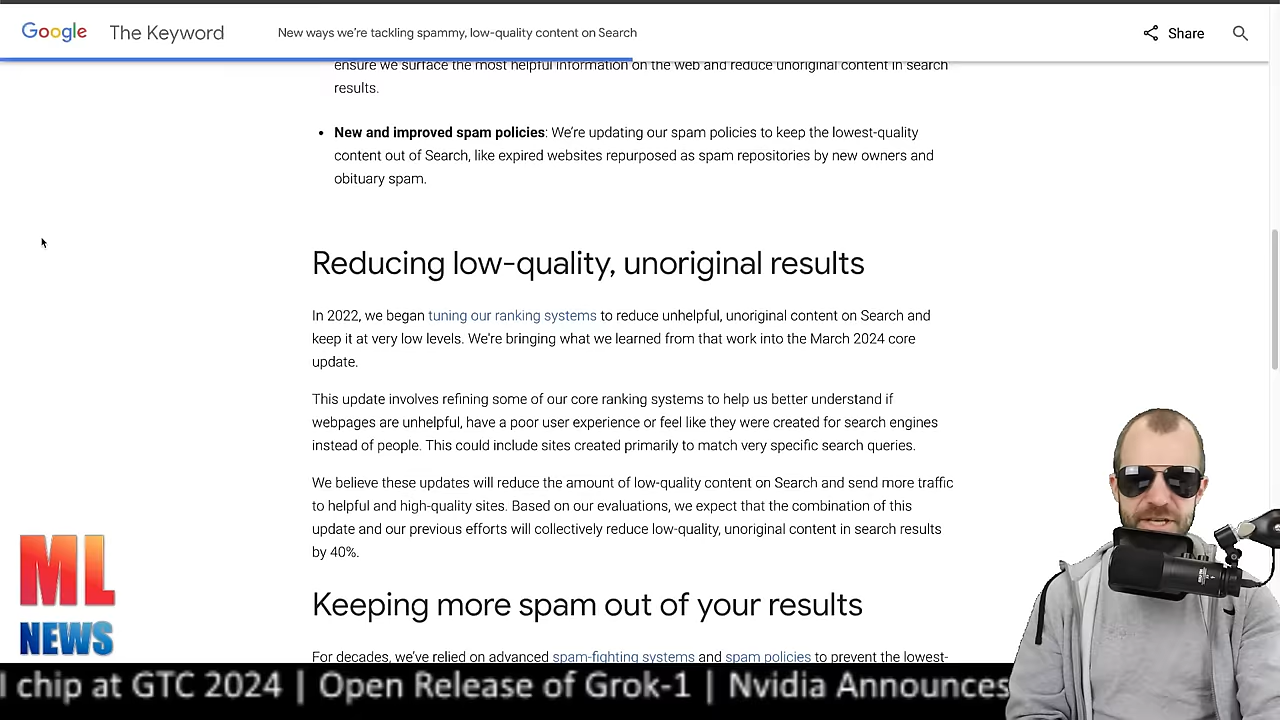 Google The Keyword New ways we're tackling spammy, low-quality content on Search Share
ensure we surface the most helpful information on the web and reduce unoriginal content in search
results.
• New and improved spam policies: We're updating our spam policies to keep the lowest-quality
content out of Search, like expired websites repurposed as spam repositories by new owners and
obituary spam.
Reducing low-quality, unoriginal results
In 2022, we began tuning our ranking systems to reduce unhelpful, unoriginal content on Search and
keep it at very low levels. We're bringing what we learned from that work into the March 2024 core
update.
This update involves refining some of our core ranking systems to help us better understand if
webpages are unhelpful, have a poor user experience or feel like they were created for search engines
instead of people. This could include sites created primarily to match very specific search queries.
We believe these updates will reduce the amount of low-quality content on Search and send more traffic
to helpful and high-quality sites. Based on our evaluations, we expect that the combination of this
update and our previous efforts will collectively reduce low-quality, unoriginal content in search results
by 40%.
Keeping more spam out of your results
For decades, we've relied on advanced spam-fighting systems and spam policies to prevent the lowest-
ML
NEWS
chip at GTC 2024 | Open Release of Grok-1 | Nvidia Announces